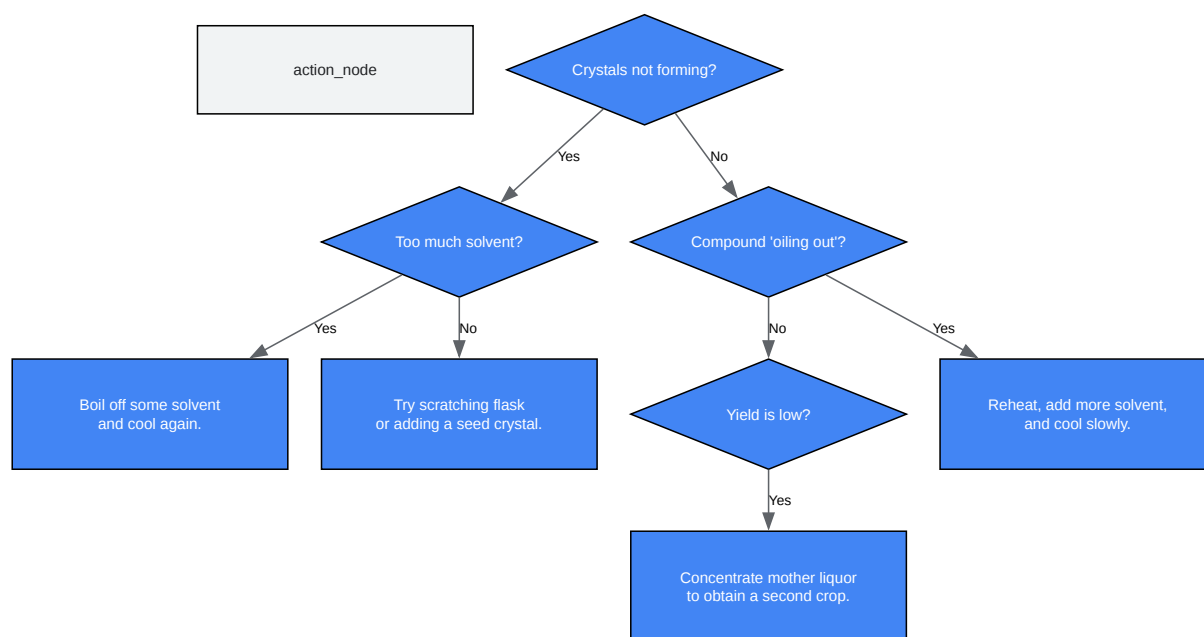 action_node
Crystals not forming?
Yes
No
Too much solvent?
Compound 'oiling out'?
Yes
No
No
Yes
Boil off some solvent
and cool again.
Try scratching flask
or adding a seed crystal.
Yield is low?
Reheat, add more solvent,
and cool slowly.
Yes
Concentrate mother liquor
to obtain a second crop.